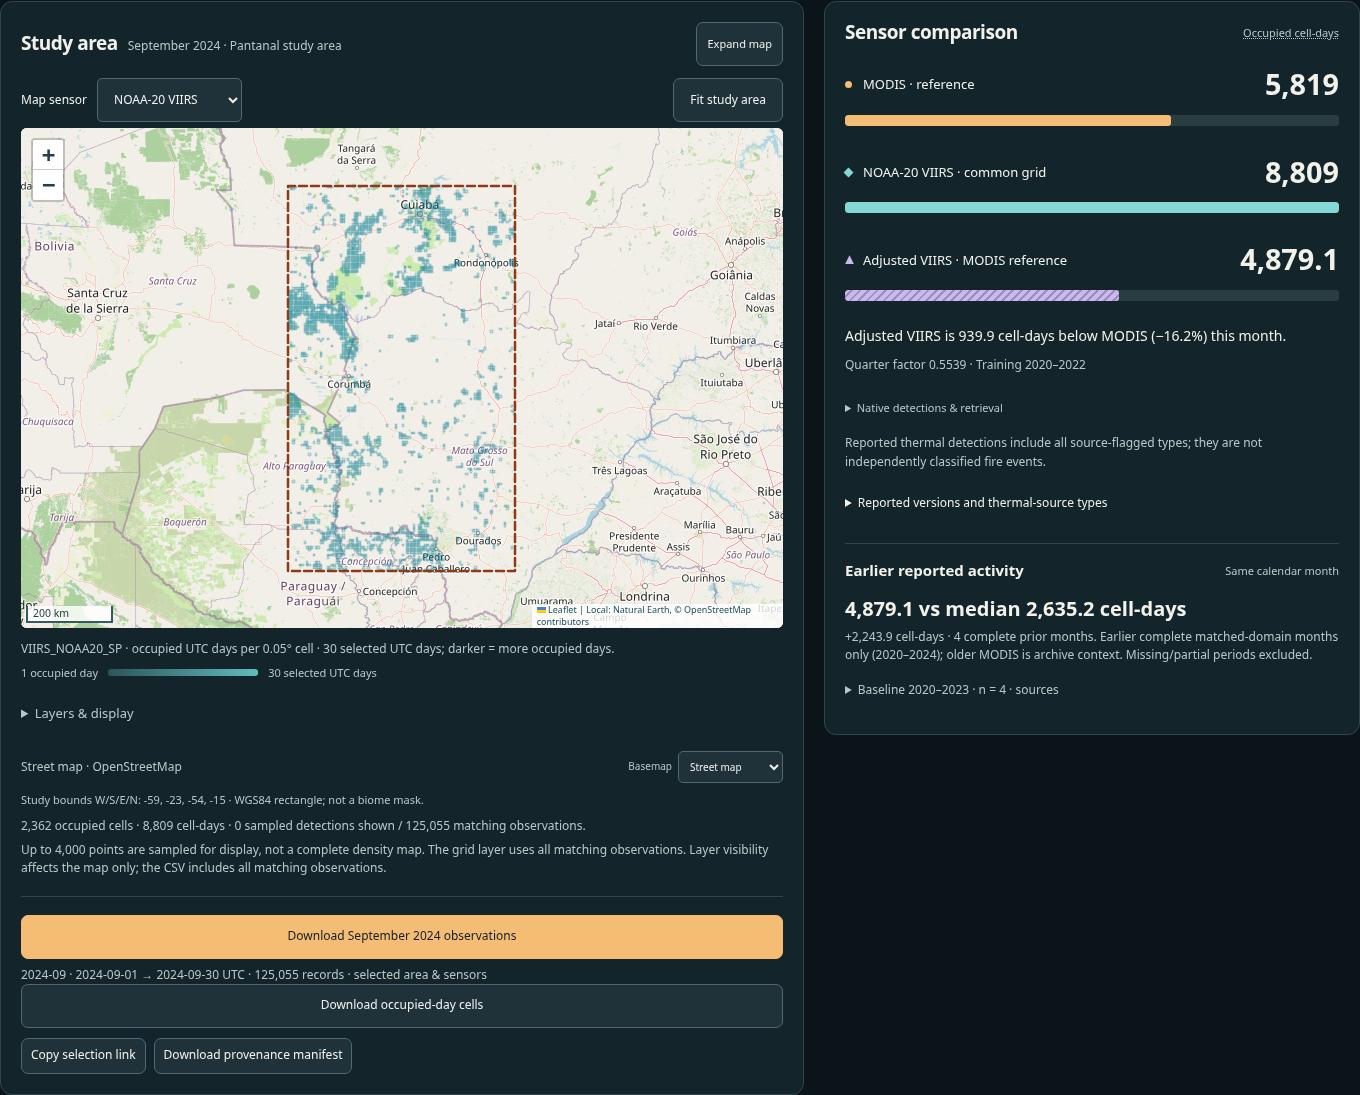 Study area
September 2024 · Pantanal study area
Expand map
Map sensor
NOAA-20 VIIRS
Fit study area
+
−
Tangará
da Serra
Cuiabá
Goiás
Anápolis
Bolivia
Rondonópolis
Goiânia
Santa Cruz
Santa Cruz
de la Sierra
Caldas
Novas
Jataí
Rio Verde
Itumbiara
Uberlâ
Corumbá
Ituiutaba
Chuquisaca
Mato Grosso
do Sul
São José do
Rio Preto
Alto Paraguay
Três Lagoas
Araçatuba
Ribe
arija
Tarija
Boquerón
Marília
Bauru
Jaú
Dourados
Presidente
Prudente
Assis
São Paulo
Concepción
Pedro
Juan Caballero
Ourinhos
Paraguay /
Paraguái
Concepción
Umuarama
Londrina
200 km
Leaflet | Local: Natural Earth, © OpenStreetMap
contributors
VIIRS_NOAA20_SP · occupied UTC days per 0.05° cell · 30 selected UTC days; darker = more occupied days.
1 occupied day
30 selected UTC days
Layers & display
Street map · OpenStreetMap
Basemap
Street map
Study bounds W/S/E/N: -59, -23, -54, -15 · WGS84 rectangle; not a biome mask.
2,362 occupied cells · 8,809 cell-days · 0 sampled detections shown / 125,055 matching observations.
Up to 4,000 points are sampled for display, not a complete density map. The grid layer uses all matching observations. Layer visibility
affects the map only; the CSV includes all matching observations.
Download September 2024 observations
2024-09 · 2024-09-01 → 2024-09-30 UTC · 125,055 records · selected area & sensors
Download occupied-day cells
Copy selection link
Download provenance manifest
Sensor comparison
Occupied cell-days
MODIS · reference
5,819
NOAA-20 VIIRS · common grid
8,809
Adjusted VIIRS · MODIS reference
4,879.1
Adjusted VIIRS is 939.9 cell-days below MODIS (−16.2%) this month.
Quarter factor 0.5539 · Training 2020–2022
Native detections & retrieval
Reported thermal detections include all source-flagged types; they are not
independently classified fire events.
Reported versions and thermal-source types
Earlier reported activity
Same calendar month
4,879.1 vs median 2,635.2 cell-days
+2,243.9 cell-days · 4 complete prior months. Earlier complete matched-domain months
only (2020–2024); older MODIS is archive context. Missing/partial periods excluded.
Baseline 2020–2023 · n = 4 · sources